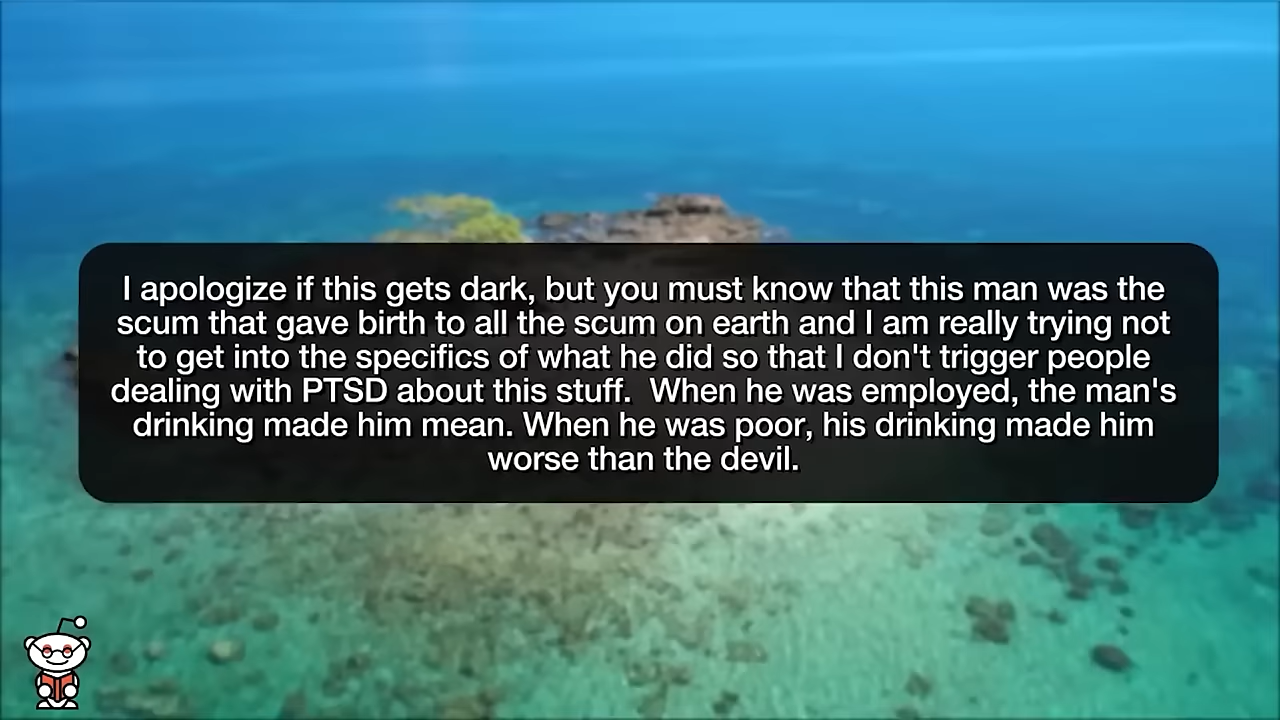 I apologize if this gets dark, but you must know that this man was the
scum that gave birth to all the scum on earth and I am really trying not
to get into the specifics of what he did so that I don't trigger people
dealing with PTSD about this stuff.  When he was employed, the man's
drinking made him mean. When he was poor, his drinking made him
worse than the devil.